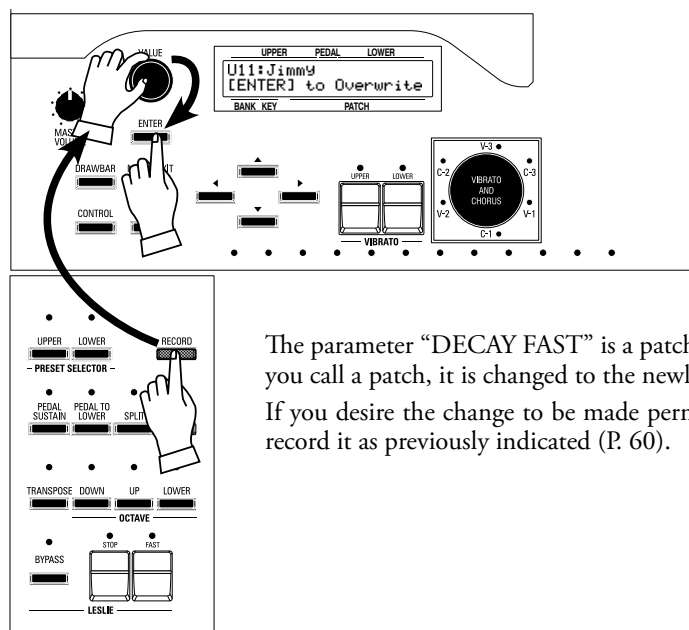 VALUE
UPPER PEDAL LOWER
U11:Jimmy
[ENTER] to Overwrite
BANK KEY PATCH
ENTER
DRAWBAR
CONTROL
UPPER LOWER
VIBRATO
V-3
C-2 C-3
VIBRATO
AND
CHORUS
V-2 V-1
C-1
UPPER LOWER RECORD
- PRESET SELECTOR -
PEDAL
SUSTAIN
PEDAL TO
LOWER
SPLIT
TRANSPOSE DOWN UP LOWER
OCTAVE
BYPASS
STOP FAST
LESLIE
The parameter “DECAY FAST” is a patch
you call a patch, it is changed to the newl
If you desire the change to be made perm
record it as previously indicated (P. 60).